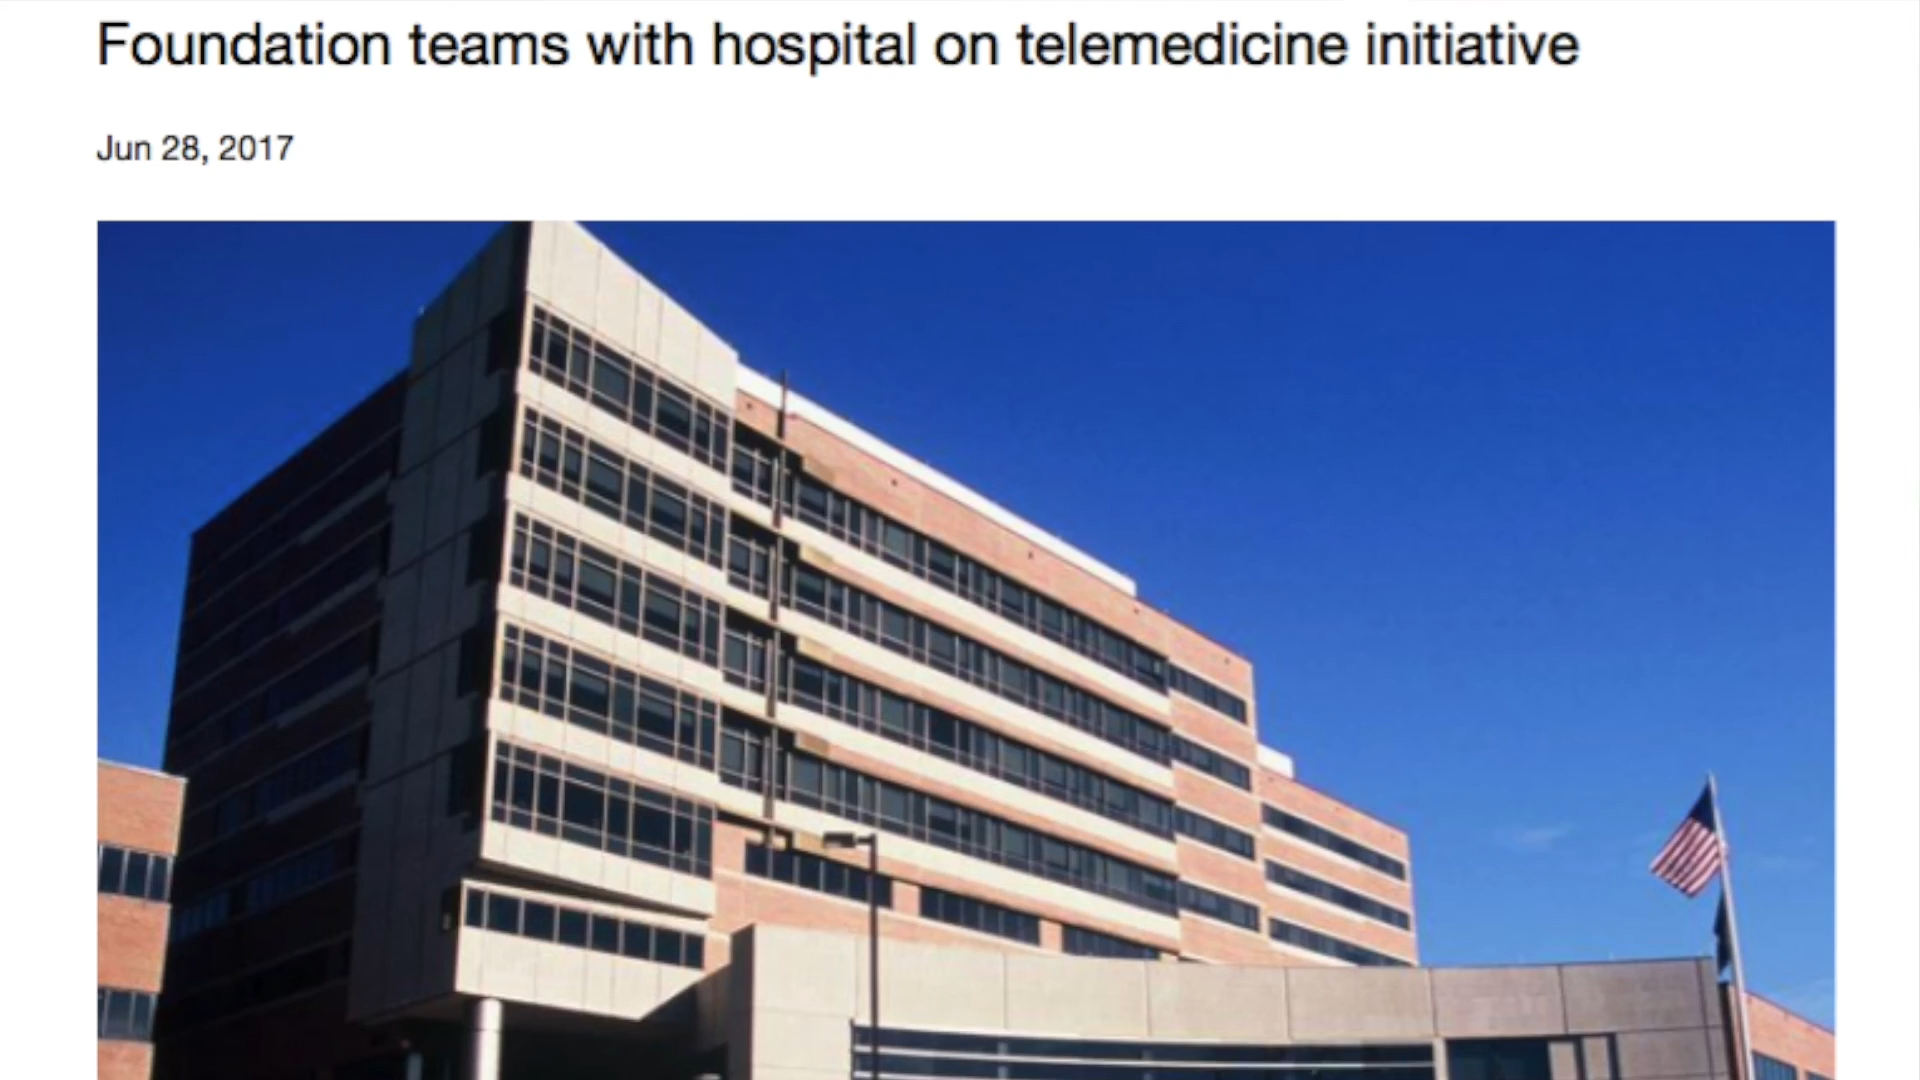 Foundation teams with hospital on telemedicine initiative
Jun 28, 2017